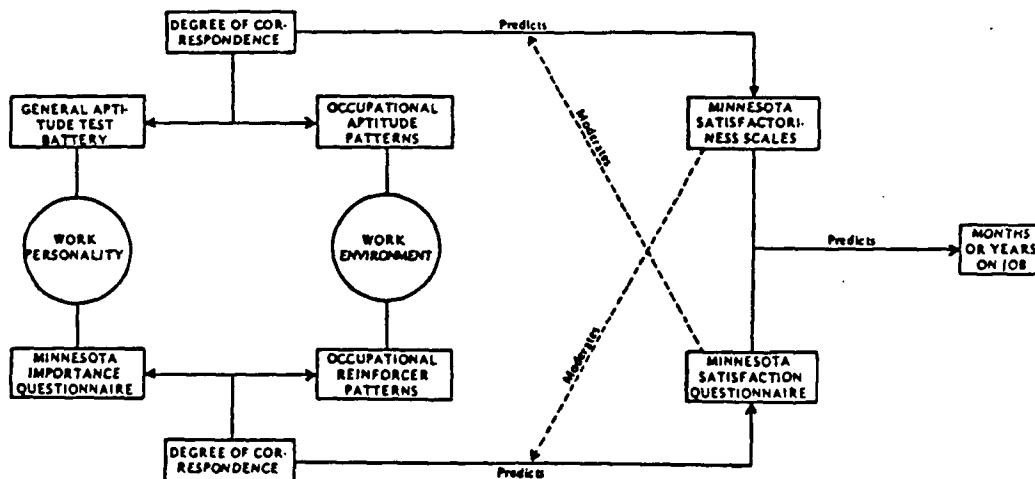 DEGREE OF COR-
RESPONDENCE
Predicts
GENERAL APTI-
TUDE TEST
BATTERY
OCCUPATIONAL
APTITUDE
PATTERNS
MINNESOTA
SATISFACTORI-
NESS SCALES
Moderates
WORK
PERSONALITY
WORK
ENVIRONMENT
Predicts
MONTHS
OR YEARS
ON JOB
Moderates
MINNESOTA
IMPORTANCE
QUESTIONNAIRE
OCCUPATIONAL
REINFORCER
PATTERNS
MINNESOTA
SATISFACTION
QUESTIONNAIRE
DEGREE OF COR-
RESPONDENCE
Predicts